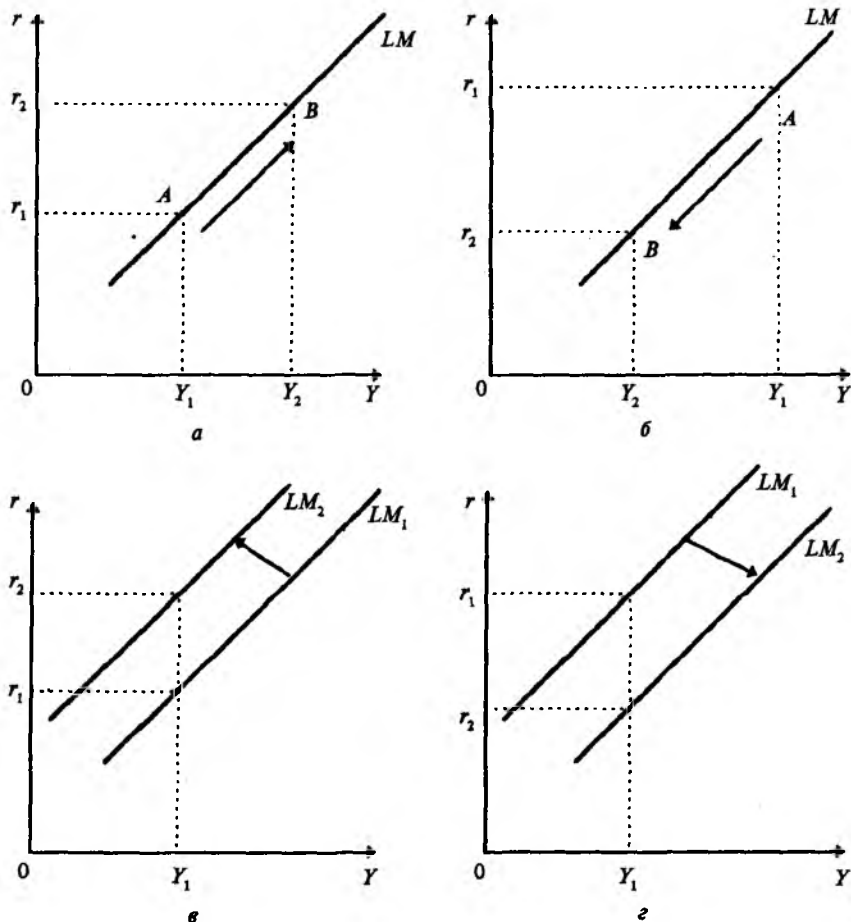 r
LM
r₂
B
A
r₁
0
Y₁
Y₂
Y
а
r
LM
r₁
A
r₂
B
0
Y₂
Y₁
Y
б
r
LM₂
LM₁
r₂
r₁
0
Y₁
Y
в
r
LM₁
LM₂
r₁
r₂
0
Y₁
Y
г